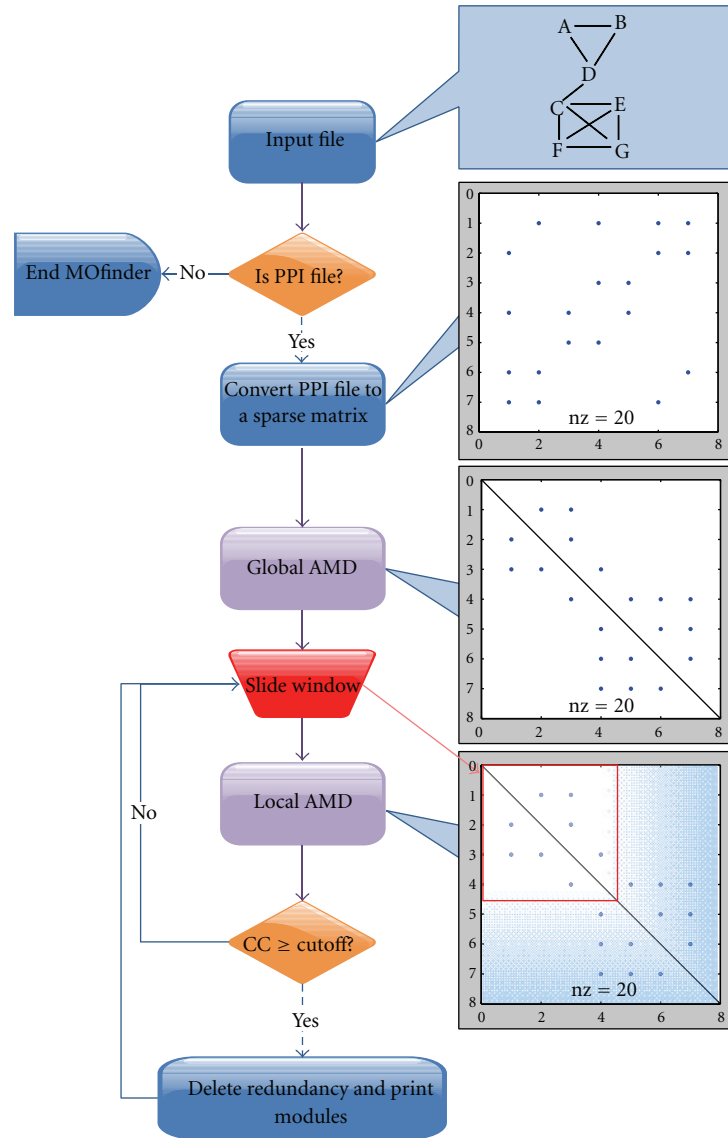 A B
D
C E
F G
Input file
End MOfinder
No
Is PPI file?
Yes
Convert PPI file to
a sparse matrix
0
1
2
3
4
5
6
7
8
nz = 20
0 2 4 6 8
Global AMD
0
1
2
3
4
5
6
7
8
nz = 20
0 2 4 6 8
Slide window
Local AMD
No
0
1
2
3
4
5
6
7
8
nz = 20
0 2 4 6 8
CC ≥ cutoff?
Yes
Delete redundancy and print
modules